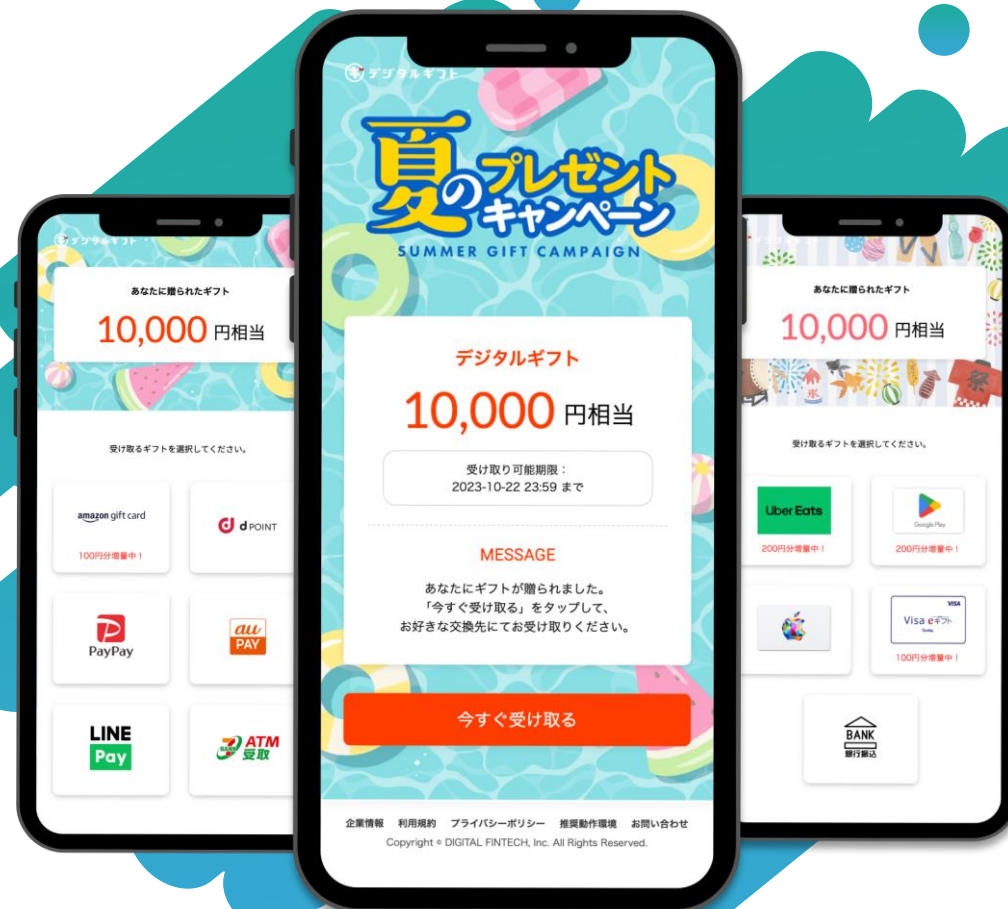 デジタルギフト
あなたに贈られたギフト
10,000 円相当
受け取るギフトを選択してください。
amazon gift card
100円分増量中！
d POINT
PayPay
au
PAY
LINE
Pay
BANK
ATM
受取
デジタルギフト
夏の
プレゼント
キャンペーン
SUMMER GIFT CAMPAIGN
デジタルギフト
10,000 円相当
受け取り可能期限：
2023-10-22 23:59 まで
MESSAGE
あなたにギフトが贈られました。
「今すぐ受け取る」をタップして、
お好きな交換先にてお受け取りください。
今すぐ受け取る
企業情報 利用規約 プライバシーポリシー 推奨動作環境 お問い合わせ
Copyright © DIGITAL FINTECH, Inc. All Rights Reserved.
あなたに贈られたギフト
10,000 円相当
氷
祭
受け取るギフトを選択してください。
Uber Eats
200円分増量中！
Google Play
200円分増量中！
VISA
Visa eギフト
100円分増量中！
BANK
銀行振込